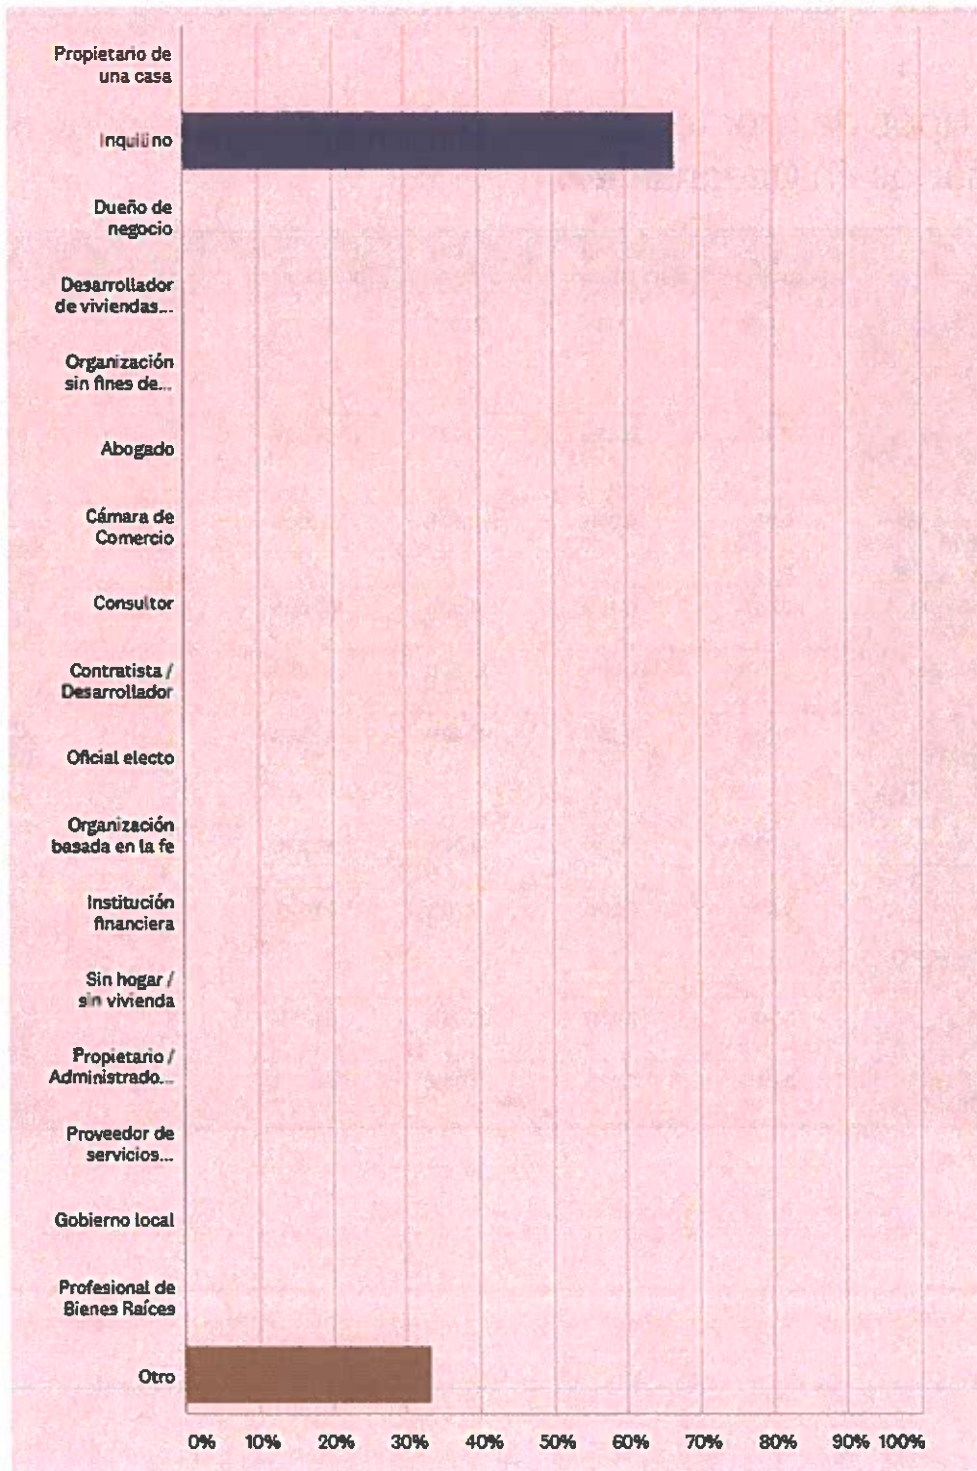 Propietario de
una casa
Inquilino
Dueño de
negocio
Desarrollador
de viviendas...
Organización
sin fines de...
Abogado
Cámara de
Comercio
Consultor
Contratista /
Desarrollador
Oficial electo
Organización
basada en la fe
Institución
financiera
Sin hogar /
sin vivienda
Propietario /
Administrado...
Proveedor de
servicios...
Gobierno local
Profesional de
Bienes Raíces
Otro
0% 10% 20% 30% 40% 50% 60% 70% 80% 90% 100%